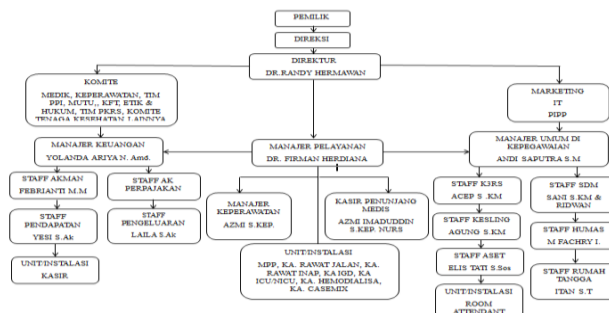 PEMILIK
DIREKSI
DIREKTUR
DR.RANDY HERMAWAN
KOMITE
MEDIK, KEPERAWATAN, TIM
PPI, MUTU,, KFT, ETIK &
HUKUM, TIM PKRS, KOMITE
TENAGA KESEHATAN LAINNYA
MARKETING
IT
PIPP
MANAJER KEUANGAN
YOLANDA ARIYA N. Amd.
MANAJER PELAYANAN
DR. FIRMAN HERDIANA
MANAJER UMUM DI
KEPEGAWAIAN
ANDI SAPUTRA S.M
STAFF AKMAN
FEBRIANTI M.M
STAFF AK
PERPAJAKAN
MANAJER
KEPERAWATAN
AZMI S.KEP.
KASIR PENUNJANG
MEDIS
AZMI IMADUDDIN
S.KEP. NURS
STAFF K3RS
ACEP S .KM
STAFF SDM
SANI S.KM &
RIDWAN
STAFF
PENDAPATAN
YESI S.Ak
STAFF
PENGELUARAN
LAILA S.Ak
STAFF KESLING
AGUNG S.KM
STAFF HUMAS
M FACHRY I.
UNIT/INSTALASI
KASIR
UNIT/INSTALASI
MPP, KA. RAWAT JALAN, KA.
RAWAT INAP, KA IGD, KA
ICU/NICU, KA. HEMODIALISA,
KA. CASEMIX
STAFF ASET
ELIS TATI S.Sos
STAFF RUMAH
TANGGA
ITAN S.T
UNIT/INSTALASI
ROOM
ATTENDANT